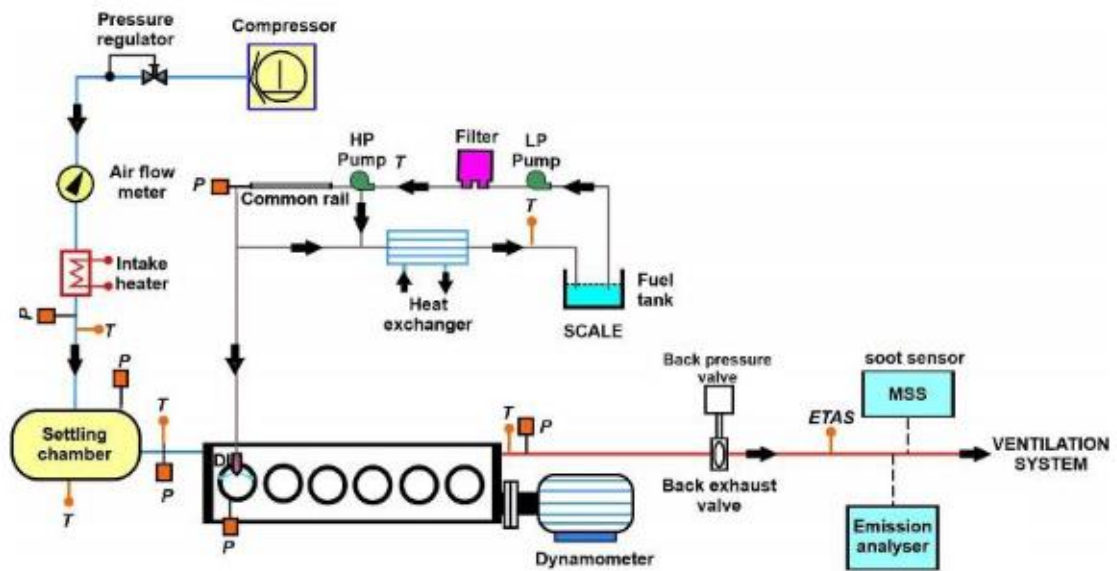 Pressure
regulator
Compressor
Air flow
meter
HP
Pump
T
Filter
LP
Pump
P
Common rail
T
Intake
heater
Heat
exchanger
Fuel
tank
SCALE
P
T
P
T
Settling
chamber
P
T
DI
P
T
P
Dynamometer
Back pressure
valve
Back exhaust
valve
ETAS
soot sensor
MSS
VENTILATION
SYSTEM
Emission
analyser